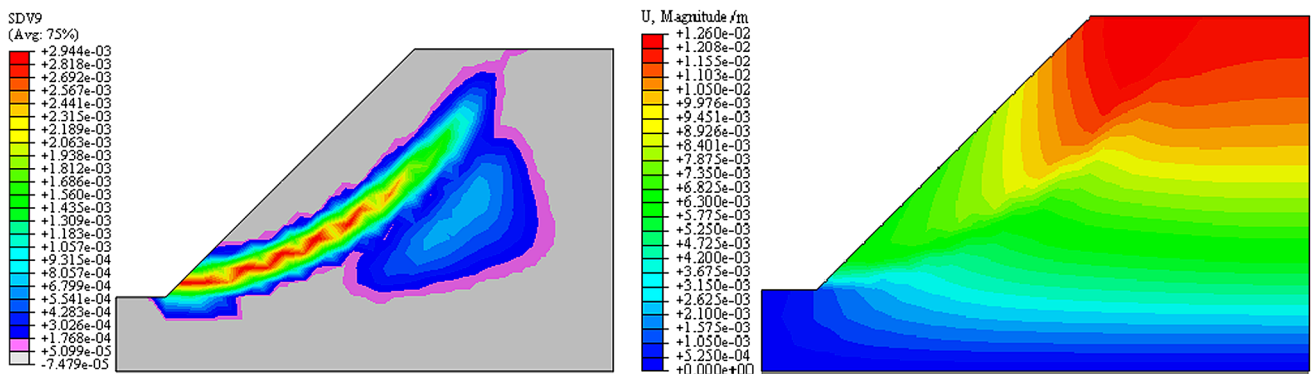 SDV9
(Avg: 75%)
+2.944e-03
+2.818e-03
+2.692e-03
+2.567e-03
+2.441e-03
+2.315e-03
+2.189e-03
+2.063e-03
+1.938e-03
+1.812e-03
+1.686e-03
+1.560e-03
+1.435e-03
+1.309e-03
+1.183e-03
+1.057e-03
+9.315e-04
+8.057e-04
+6.799e-04
+5.541e-04
+4.283e-04
+3.026e-04
+1.768e-04
+5.099e-05
-7.479e-05
U, Magnitude /m
+1.260e-02
+1.208e-02
+1.155e-02
+1.103e-02
+1.050e-02
+9.976e-03
+9.451e-03
+8.926e-03
+8.401e-03
+7.875e-03
+7.350e-03
+6.825e-03
+6.300e-03
+5.775e-03
+5.250e-03
+4.725e-03
+4.200e-03
+3.675e-03
+3.150e-03
+2.625e-03
+2.100e-03
+1.575e-03
+1.050e-03
+5.250e-04
+0.000e+00